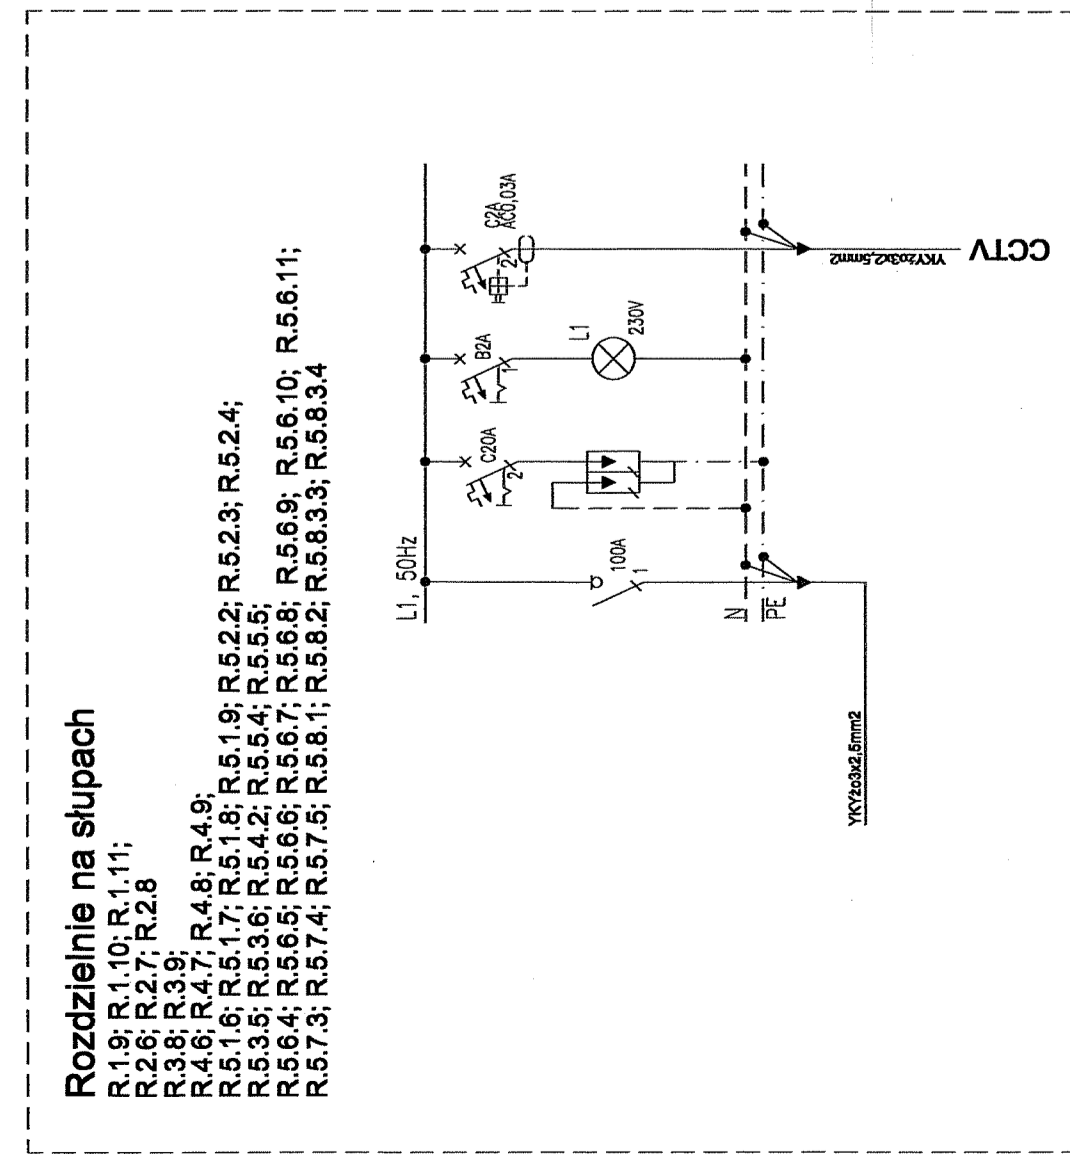 Rozdzielnie na słupach
R.1.9; R.1.10; R.1.11;
R.2.6; R.2.7; R.2.8
R.3.8; R.3.9;
R.4.6; R.4.7; R.4.8; R.4.9;
R.5.1.6; R.5.1.7; R.5.1.8; R.5.1.9; R.5.2.2; R.5.2.3; R.5.2.4;
R.5.3.5; R.5.3.6; R.5.4.2; R.5.5.4; R.5.5.5;
R.5.6.4; R.5.6.5; R.5.6.6; R.5.6.7; R.5.6.8; R.5.6.9; R.5.6.10; R.5.6.11;
R.5.7.3; R.5.7.4; R.5.7.5; R.5.8.1; R.5.8.2; R.5.8.3.3; R.5.8.3.4
L1, 50Hz
100A
1
C20A
2
B2A
1
L1
230V
C2A
AC0,03A
2
N
PE
YKYżo3x2,5mm2
YKYżo3x2,5mm2
CCTV